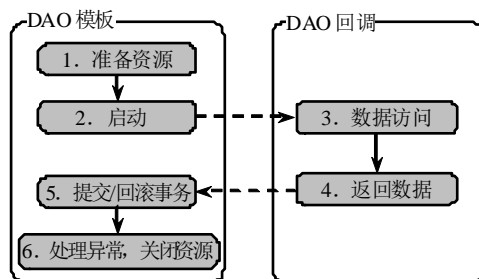 DAO 模板
DAO 回调
1．准备资源
2．启动
3．数据访问
4．返回数据
5．提交/回滚事务
6．处理异常，关闭资源